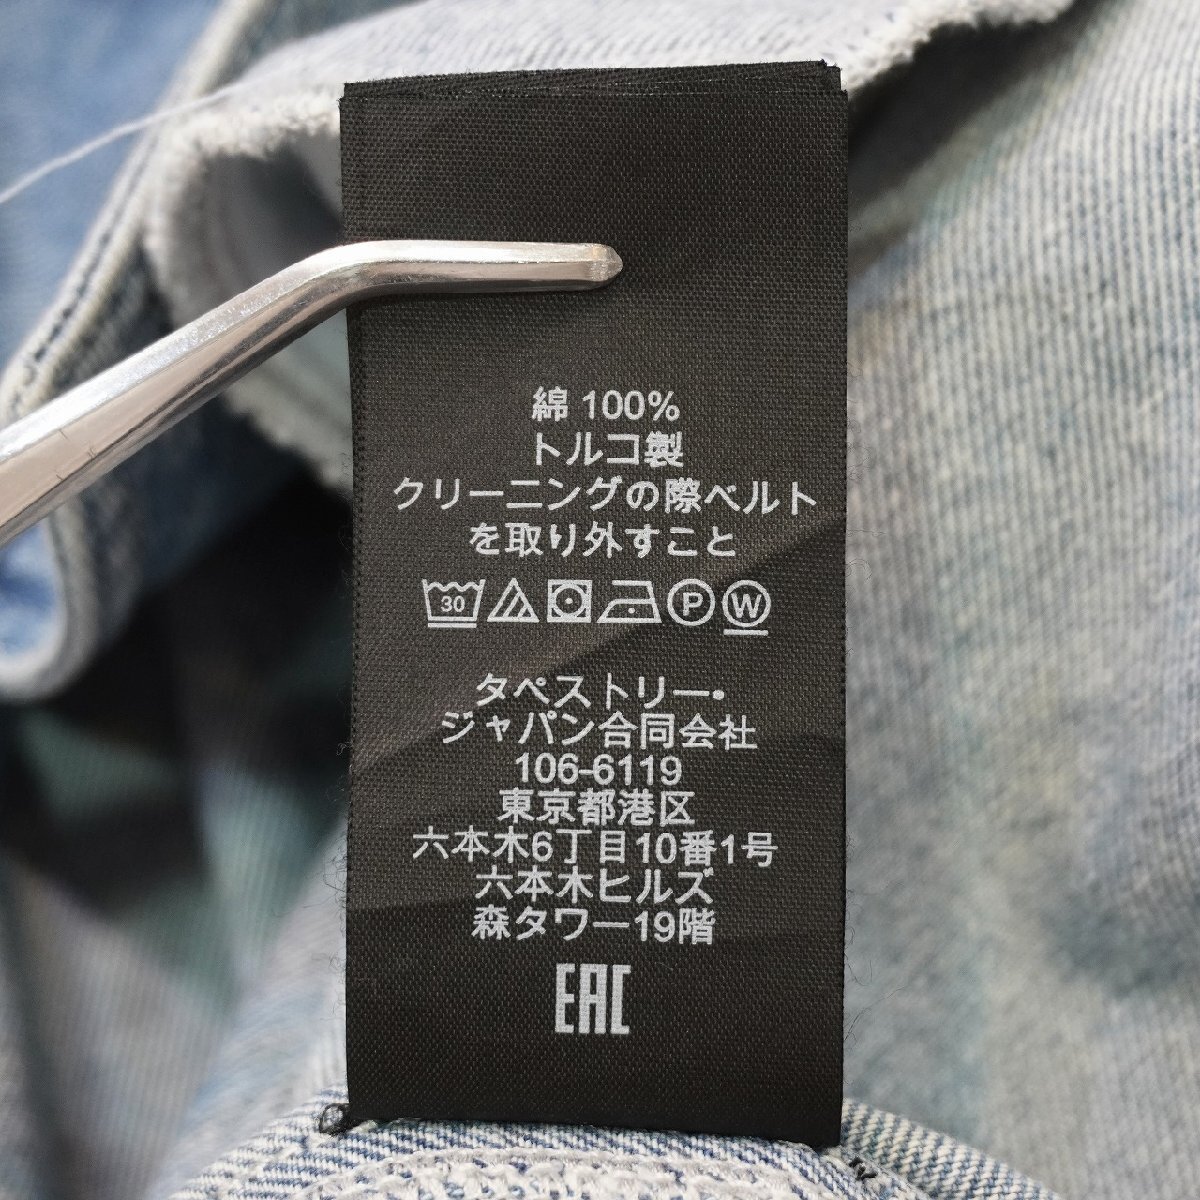 綿 100%
トルコ製
クリーニングの際ベルト
を取り外すこと
30 P W
タペストリー・
ジャパン合同会社
106-6119
東京都港区
六本木6丁目10番1号
六本木ヒルズ
森タワー19階
EAC